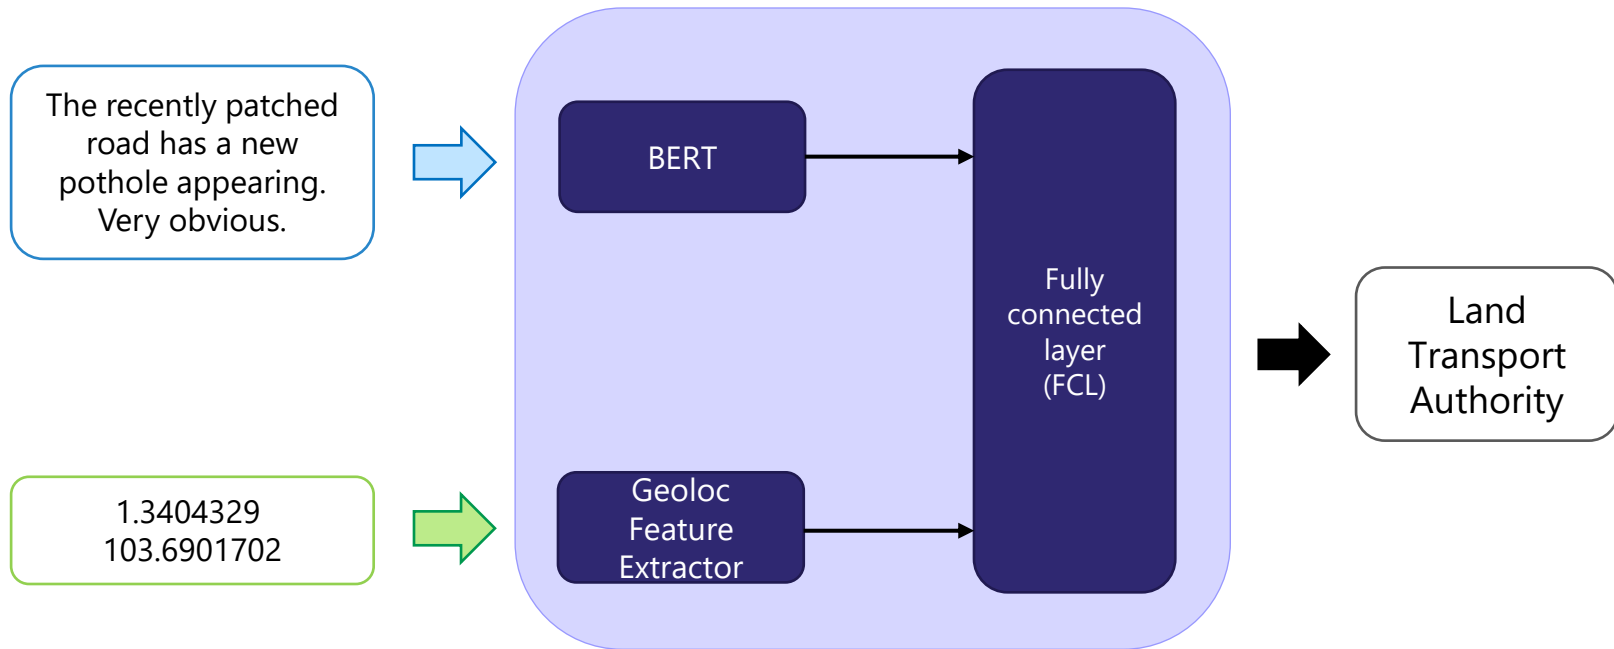 The recently patched
road has a new
pothole appearing.
Very obvious.
BERT
Fully
connected
layer
(FCL)
Land
Transport
Authority
1.3404329
103.6901702
Geoloc
Feature
Extractor